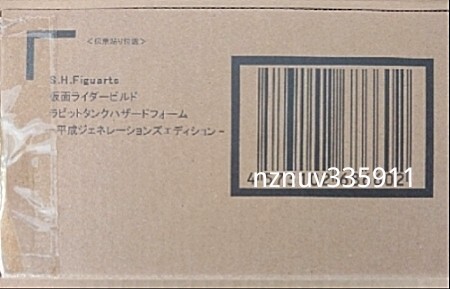 <伝票貼り位置>
S.H.Figuarts
仮面ライダービルド
ラビットタンクハザードフォーム
-平成ジェネレーションズエディション-
nznuv335911